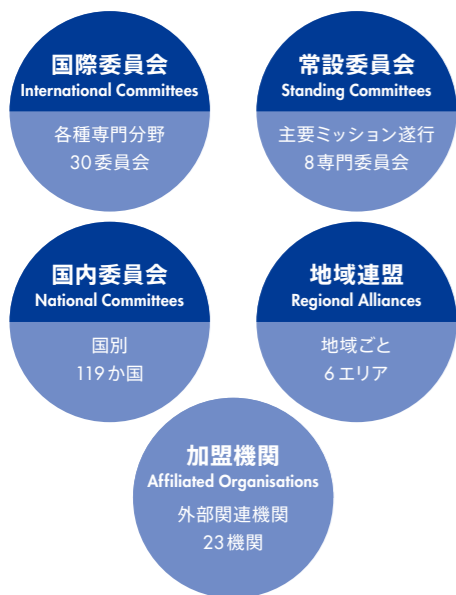 国際委員会
International Committees
各種専門分野
30委員会
常設委員会
Standing Committees
主要ミッション遂行
8専門委員会
国内委員会
National Committees
国別
119か国
地域連盟
Regional Alliances
地域ごと
6エリア
加盟機関
Affiliated Organisations
外部関連機関
23機関